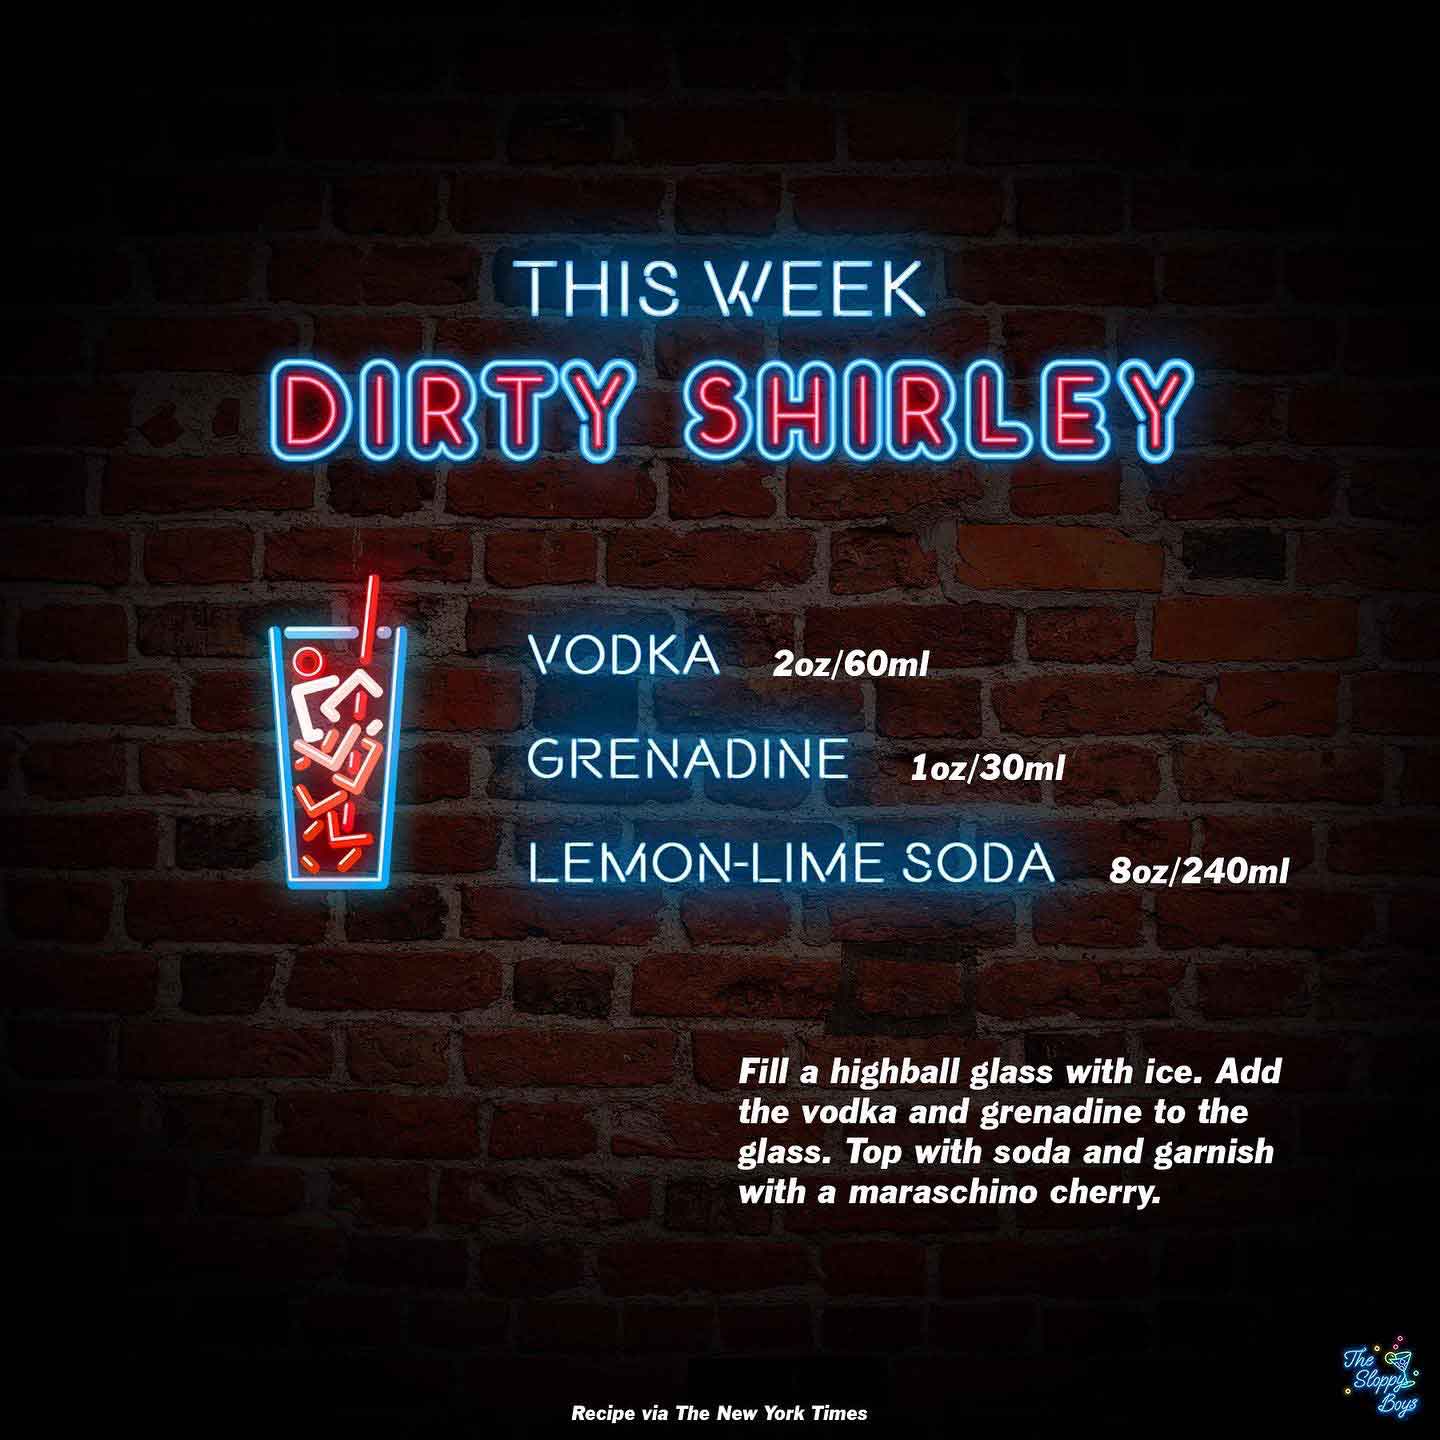 THIS WEEK
DIRTY SHIRLEY
VODKA 2oz/60ml
GRENADINE 1oz/30ml
LEMON-LIME SODA 8oz/240ml
Fill a highball glass with ice. Add
the vodka and grenadine to the
glass. Top with soda and garnish
with a maraschino cherry.
The
Sloppy
Boys
Recipe via The New York Times